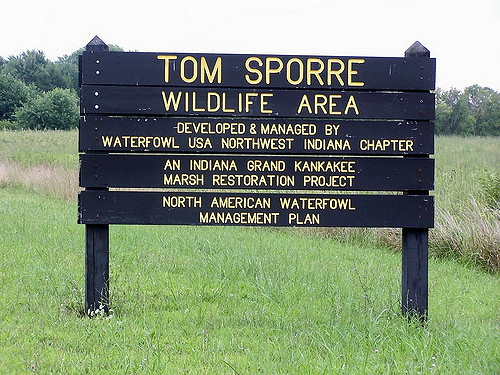 TOM SPORRE
WILDLIFE AREA
DEVELOPED & MANAGED BY
WATERFOWL USA NORTHWEST INDIANA CHAPTER
AN INDIANA GRAND KANKAKEE
MARSH RESTORATION PROJECT
NORTH AMERICAN WATERFOWL
MANAGEMENT PLAN